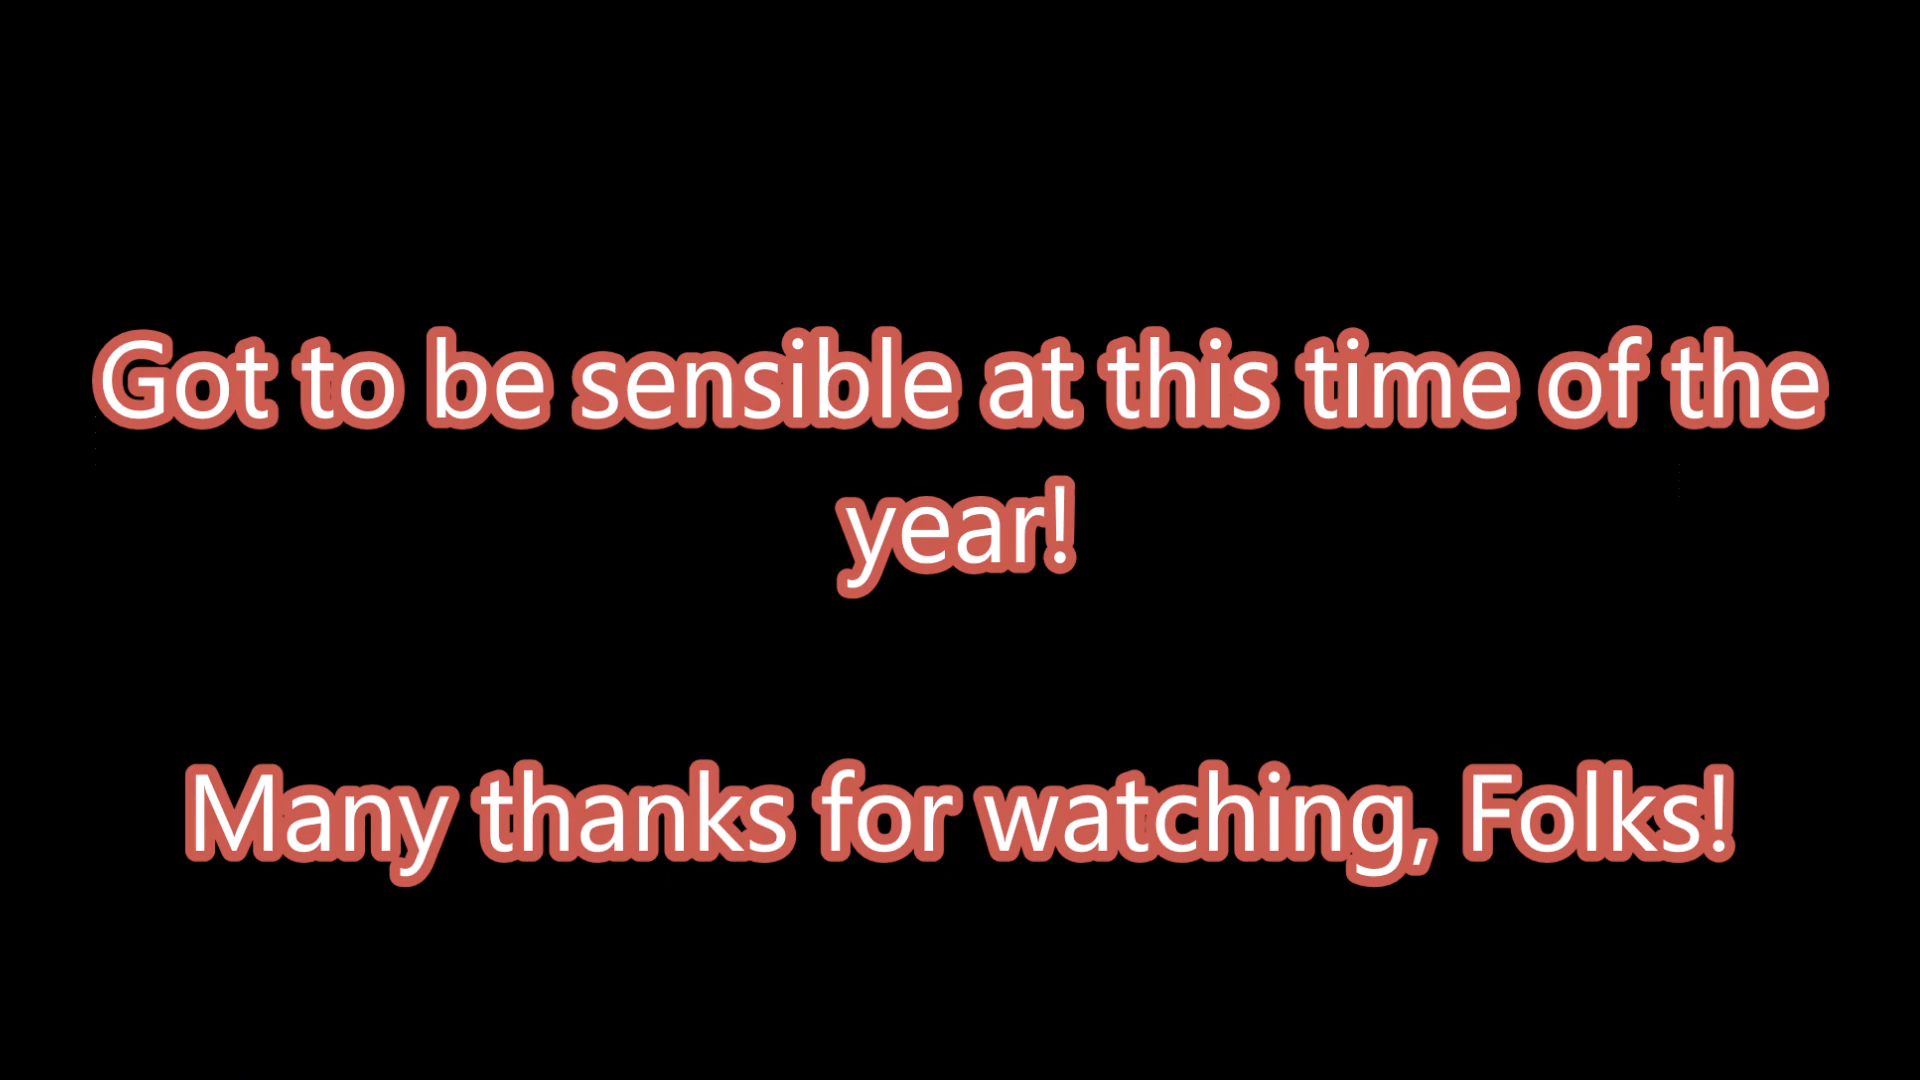 Got to be sensible at this time of the
year!
Many thanks for watching, Folks!